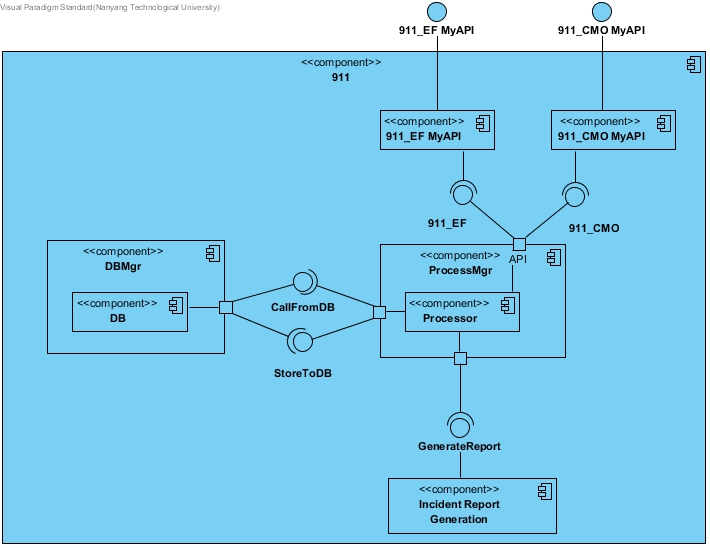 Visual Paradigm Standard(Nanyang Technological University)
911_EF MyAPI
911_CMO MyAPI
<<component>>
911
<<component>>
911_EF MyAPI
<<component>>
911_CMO MyAPI
911_EF
911_CMO
<<component>>
DBMgr
<<component>>
DB
CallFromDB
StoreToDB
API
<<component>>
ProcessMgr
<<component>>
Processor
GenerateReport
<<component>>
Incident Report
Generation